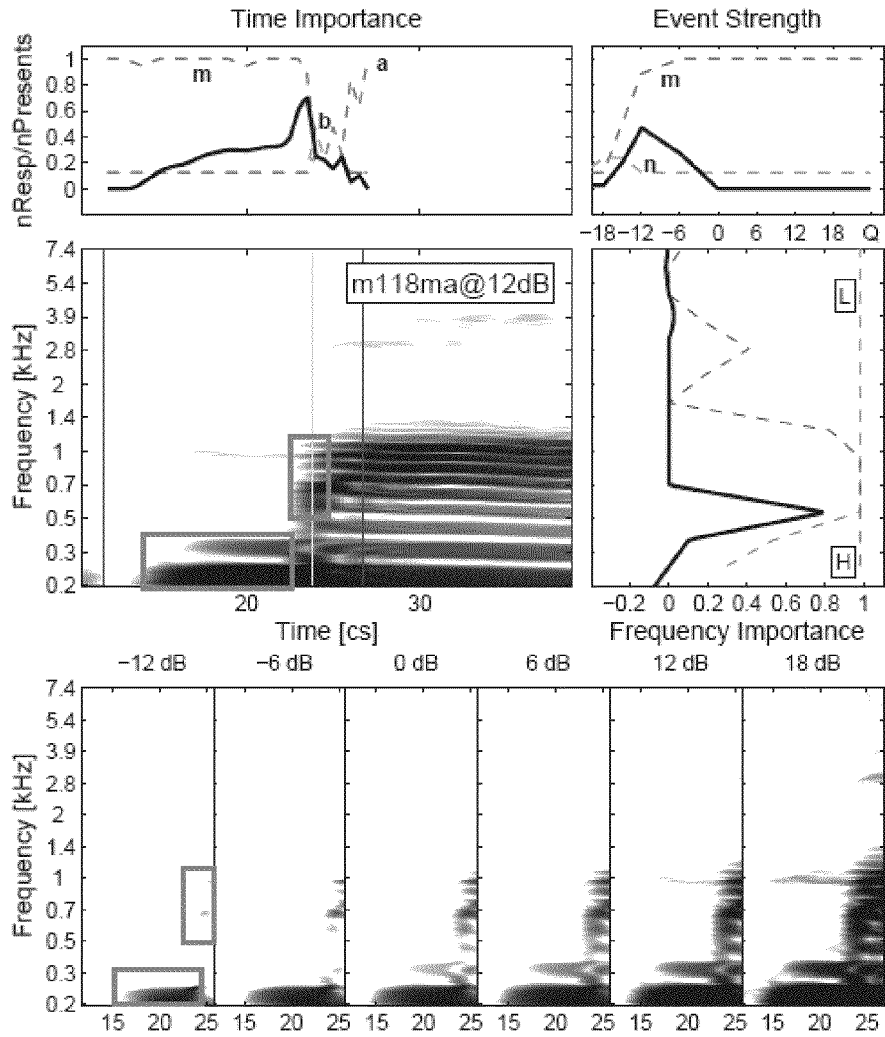 Time Importance
Event Strength
nResp/nPresents
1
0.8
0.6
0.4
0.2
0
m
b
a
m
n
−18 −12 −6 0 6 12 18 Q
Frequency [kHz]
7.4
5.4
3.9
2.8
2
1.4
1
0.7
0.5
0.3
0.2
m118ma@12dB
L
H
20 30
−0.2 0 0.2 0.4 0.6 0.8 1
Time [cs]
Frequency Importance
−12 dB −6 dB 0 dB 6 dB 12 dB 18 dB
Frequency [kHz]
7.4
5.4
3.9
2.8
2
1.4
1
0.7
0.5
0.3
0.2
15 20 25 15 20 25 15 20 25 15 20 25 15 20 25 15 20 25